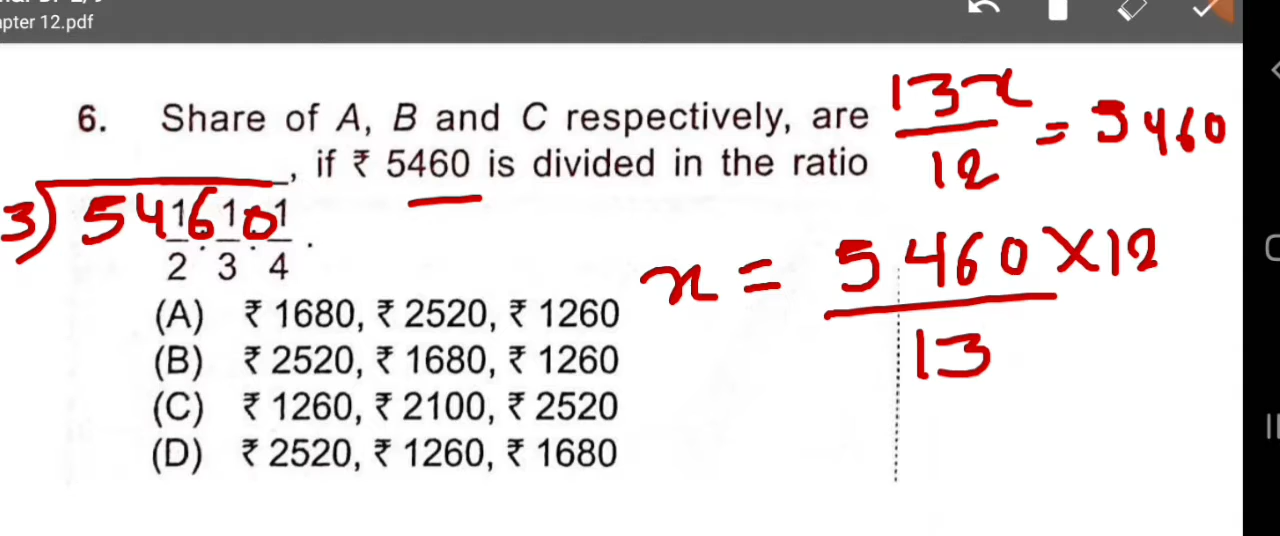 pter 12.pdf
6. Share of A, B and C respectively, are
______, if ₹ 5460 is divided in the ratio
1/2 : 1/3 : 1/4 .
(A) ₹ 1680, ₹ 2520, ₹ 1260
(B) ₹ 2520, ₹ 1680, ₹ 1260
(C) ₹ 1260, ₹ 2100, ₹ 2520
(D) ₹ 2520, ₹ 1260, ₹ 1680
13x/12 = 5460
3) 5460
x = 5460 × 12 / 13